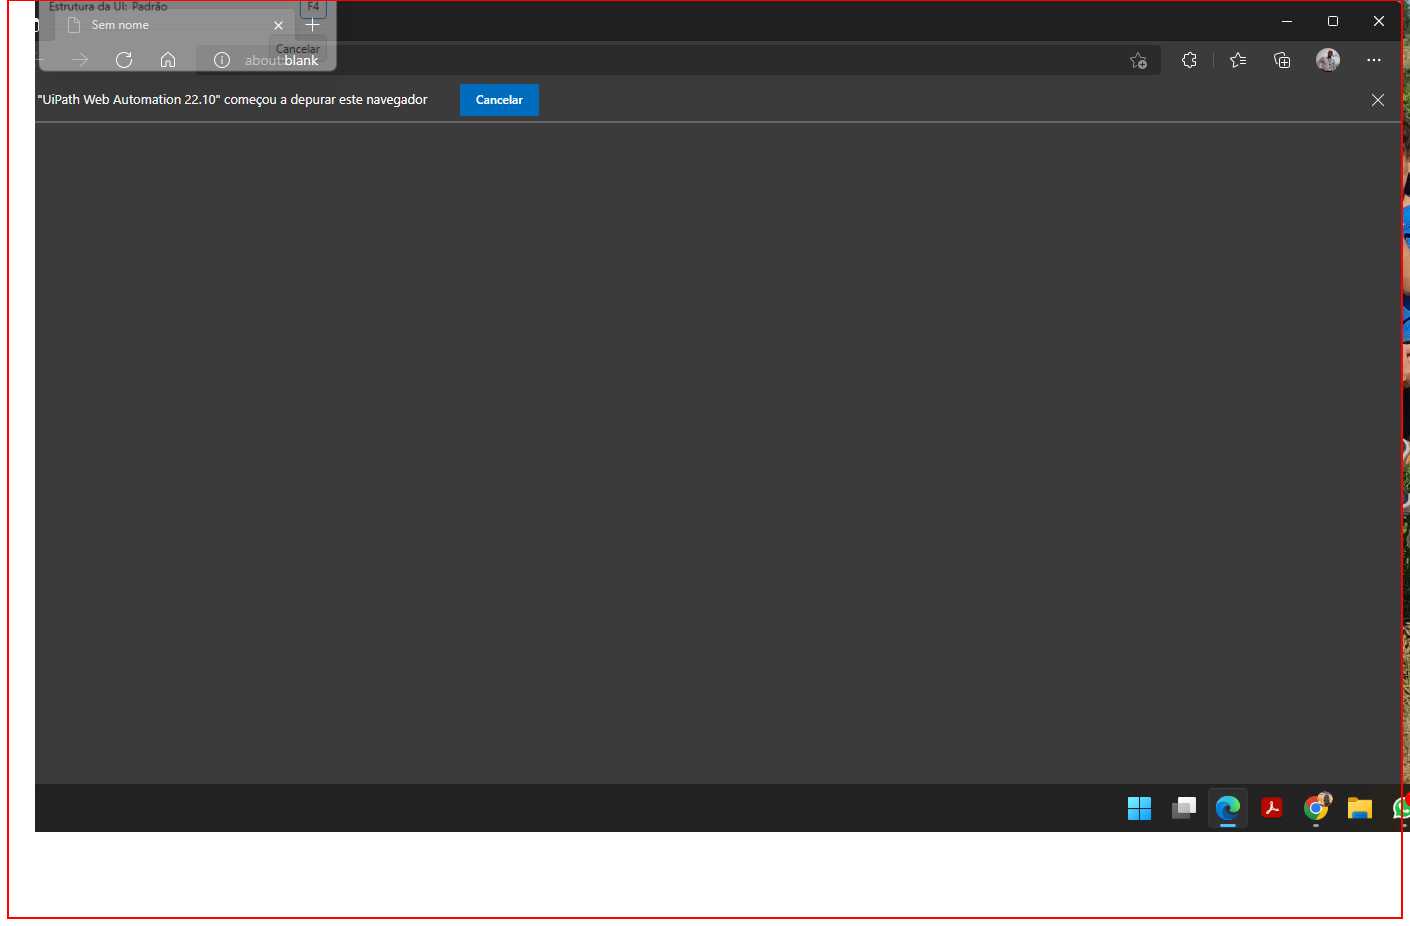 Estrutura da UI: Padrão
F4
Sem nome
Cancelar
about:blank
"UiPath Web Automation 22.10" começou a depurar este navegador
Cancelar